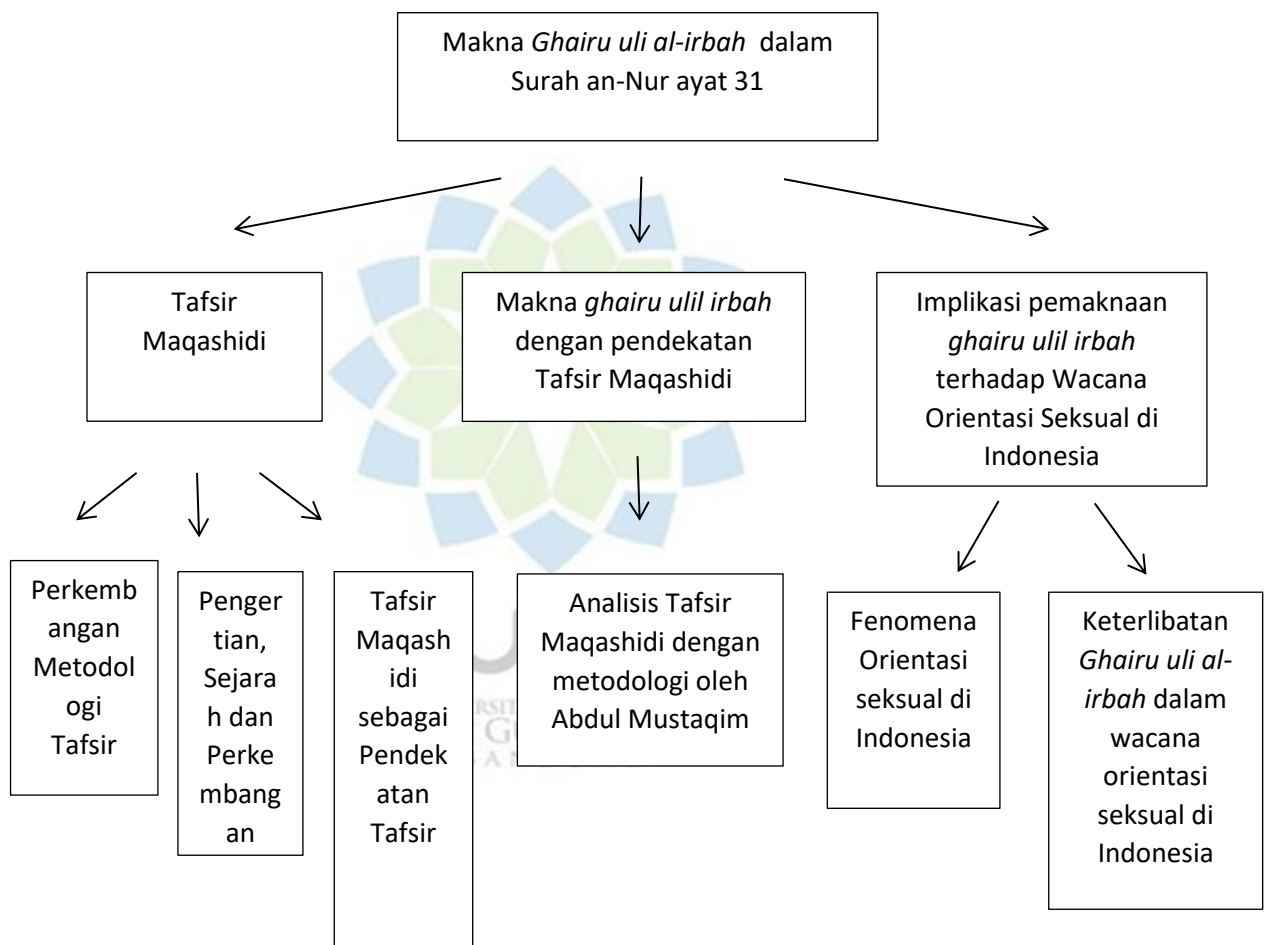 Makna Ghairu uli al-irbah dalam
Surah an-Nur ayat 31
Tafsir
Maqashidi
Makna ghairu ulil irbah
dengan pendekatan
Tafsir Maqashidi
Implikasi pemaknaan
ghairu ulil irbah
terhadap Wacana
Orientasi Seksual di
Indonesia
Perkemb
angan
Metodol
ogi
Tafsir
Penger
tian,
Sejara
h dan
Perke
mbang
an
Tafsir
Maqash
idi
sebagai
Pendek
atan
Tafsir
Analisis Tafsir
Maqashidi dengan
metodologi oleh
Abdul Mustaqim
Fenomena
Orientasi
seksual di
Indonesia
Keterlibatan
Ghairu uli al-
irbah dalam
wacana
orientasi
seksual di
Indonesia